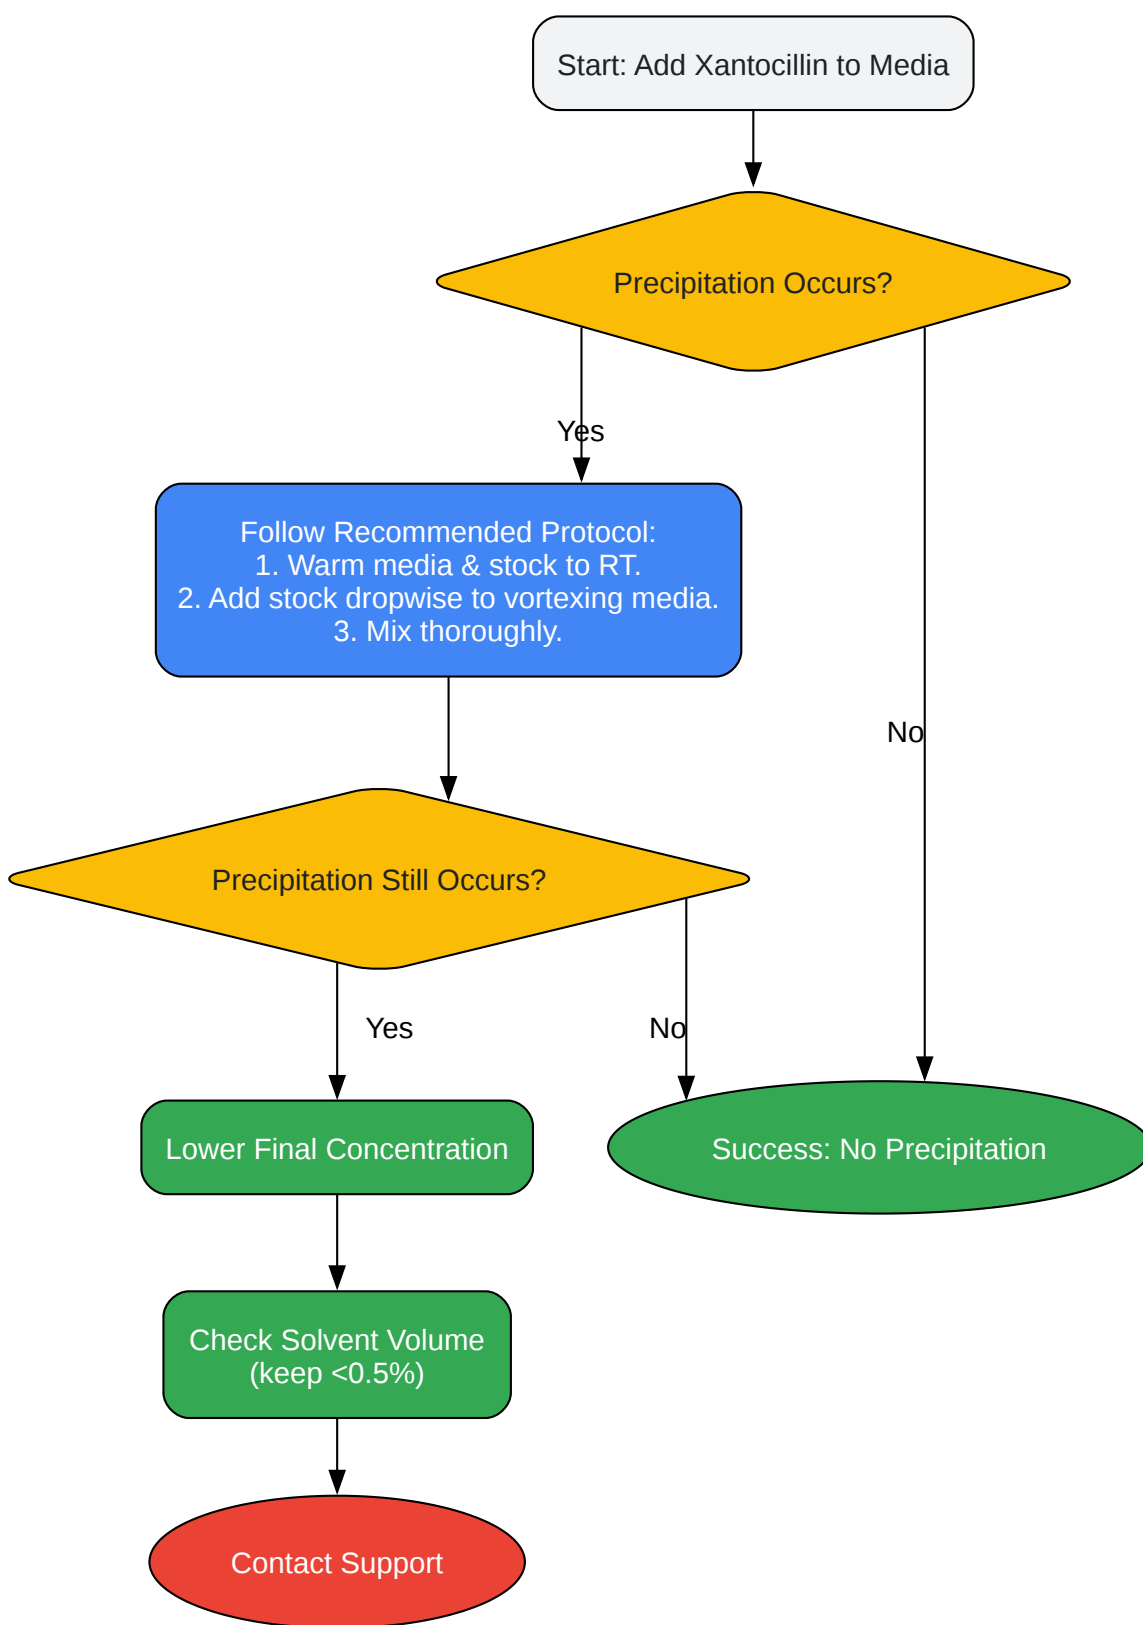 Start: Add Xantocillin to Media
Precipitation Occurs?
Yes
Follow Recommended Protocol:
1. Warm media & stock to RT.
2. Add stock dropwise to vortexing media.
3. Mix thoroughly.
No
Precipitation Still Occurs?
Yes
No
Lower Final Concentration
Success: No Precipitation
Check Solvent Volume
(keep <0.5%)
Contact Support